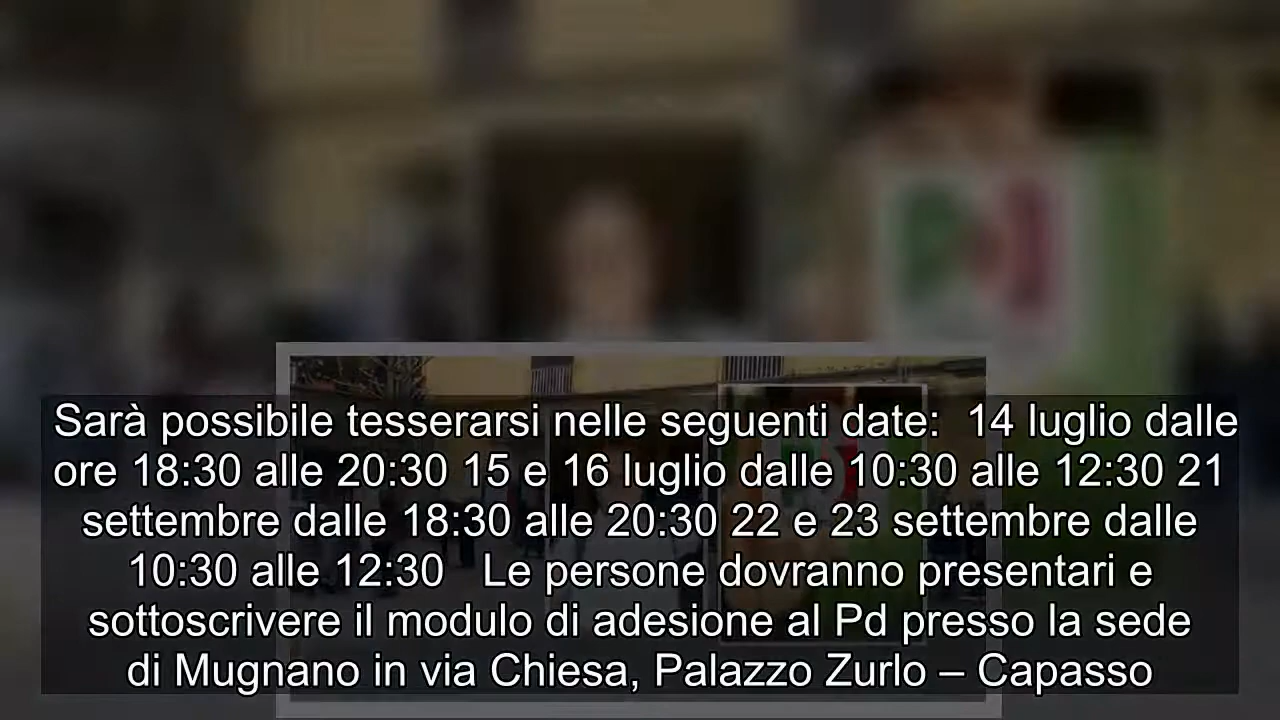 Sarà possibile tesserarsi nelle seguenti date:  14 luglio dalle
ore 18:30 alle 20:30 15 e 16 luglio dalle 10:30 alle 12:30 21
settembre dalle 18:30 alle 20:30 22 e 23 settembre dalle
10:30 alle 12:30   Le persone dovranno presentari e
sottoscrivere il modulo di adesione al Pd presso la sede
di Mugnano in via Chiesa, Palazzo Zurlo – Capasso